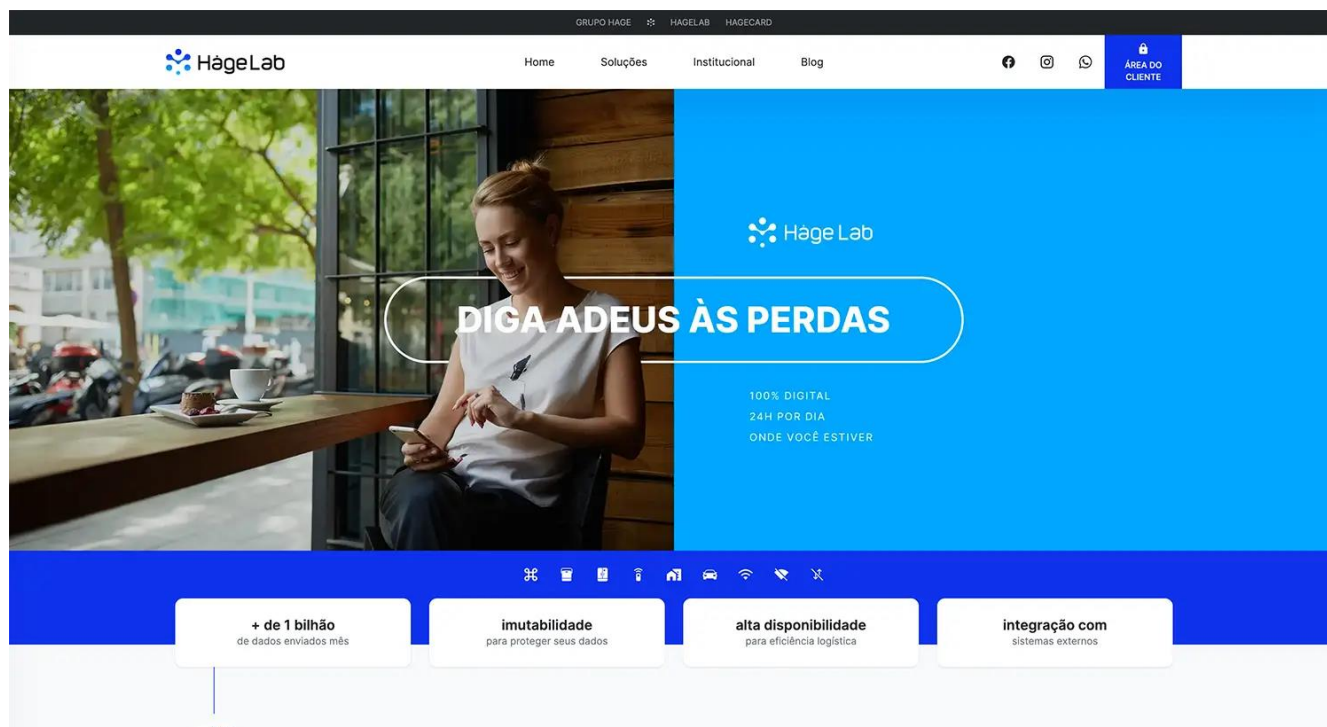 GRUPO HAGE HAGELAB HAGECARD
HàgeLab Home Soluções Institucional Blog
ÁREA DO
CLIENTE
Hàge Lab
DIGA ADEUS ÀS PERDAS
100% DIGITAL
24H POR DIA
ONDE VOCÊ ESTIVER
+ de 1 bilhão
de dados enviados mês
imutabilidade
para proteger seus dados
alta disponibilidade
para eficiência logística
integração com
sistemas externos